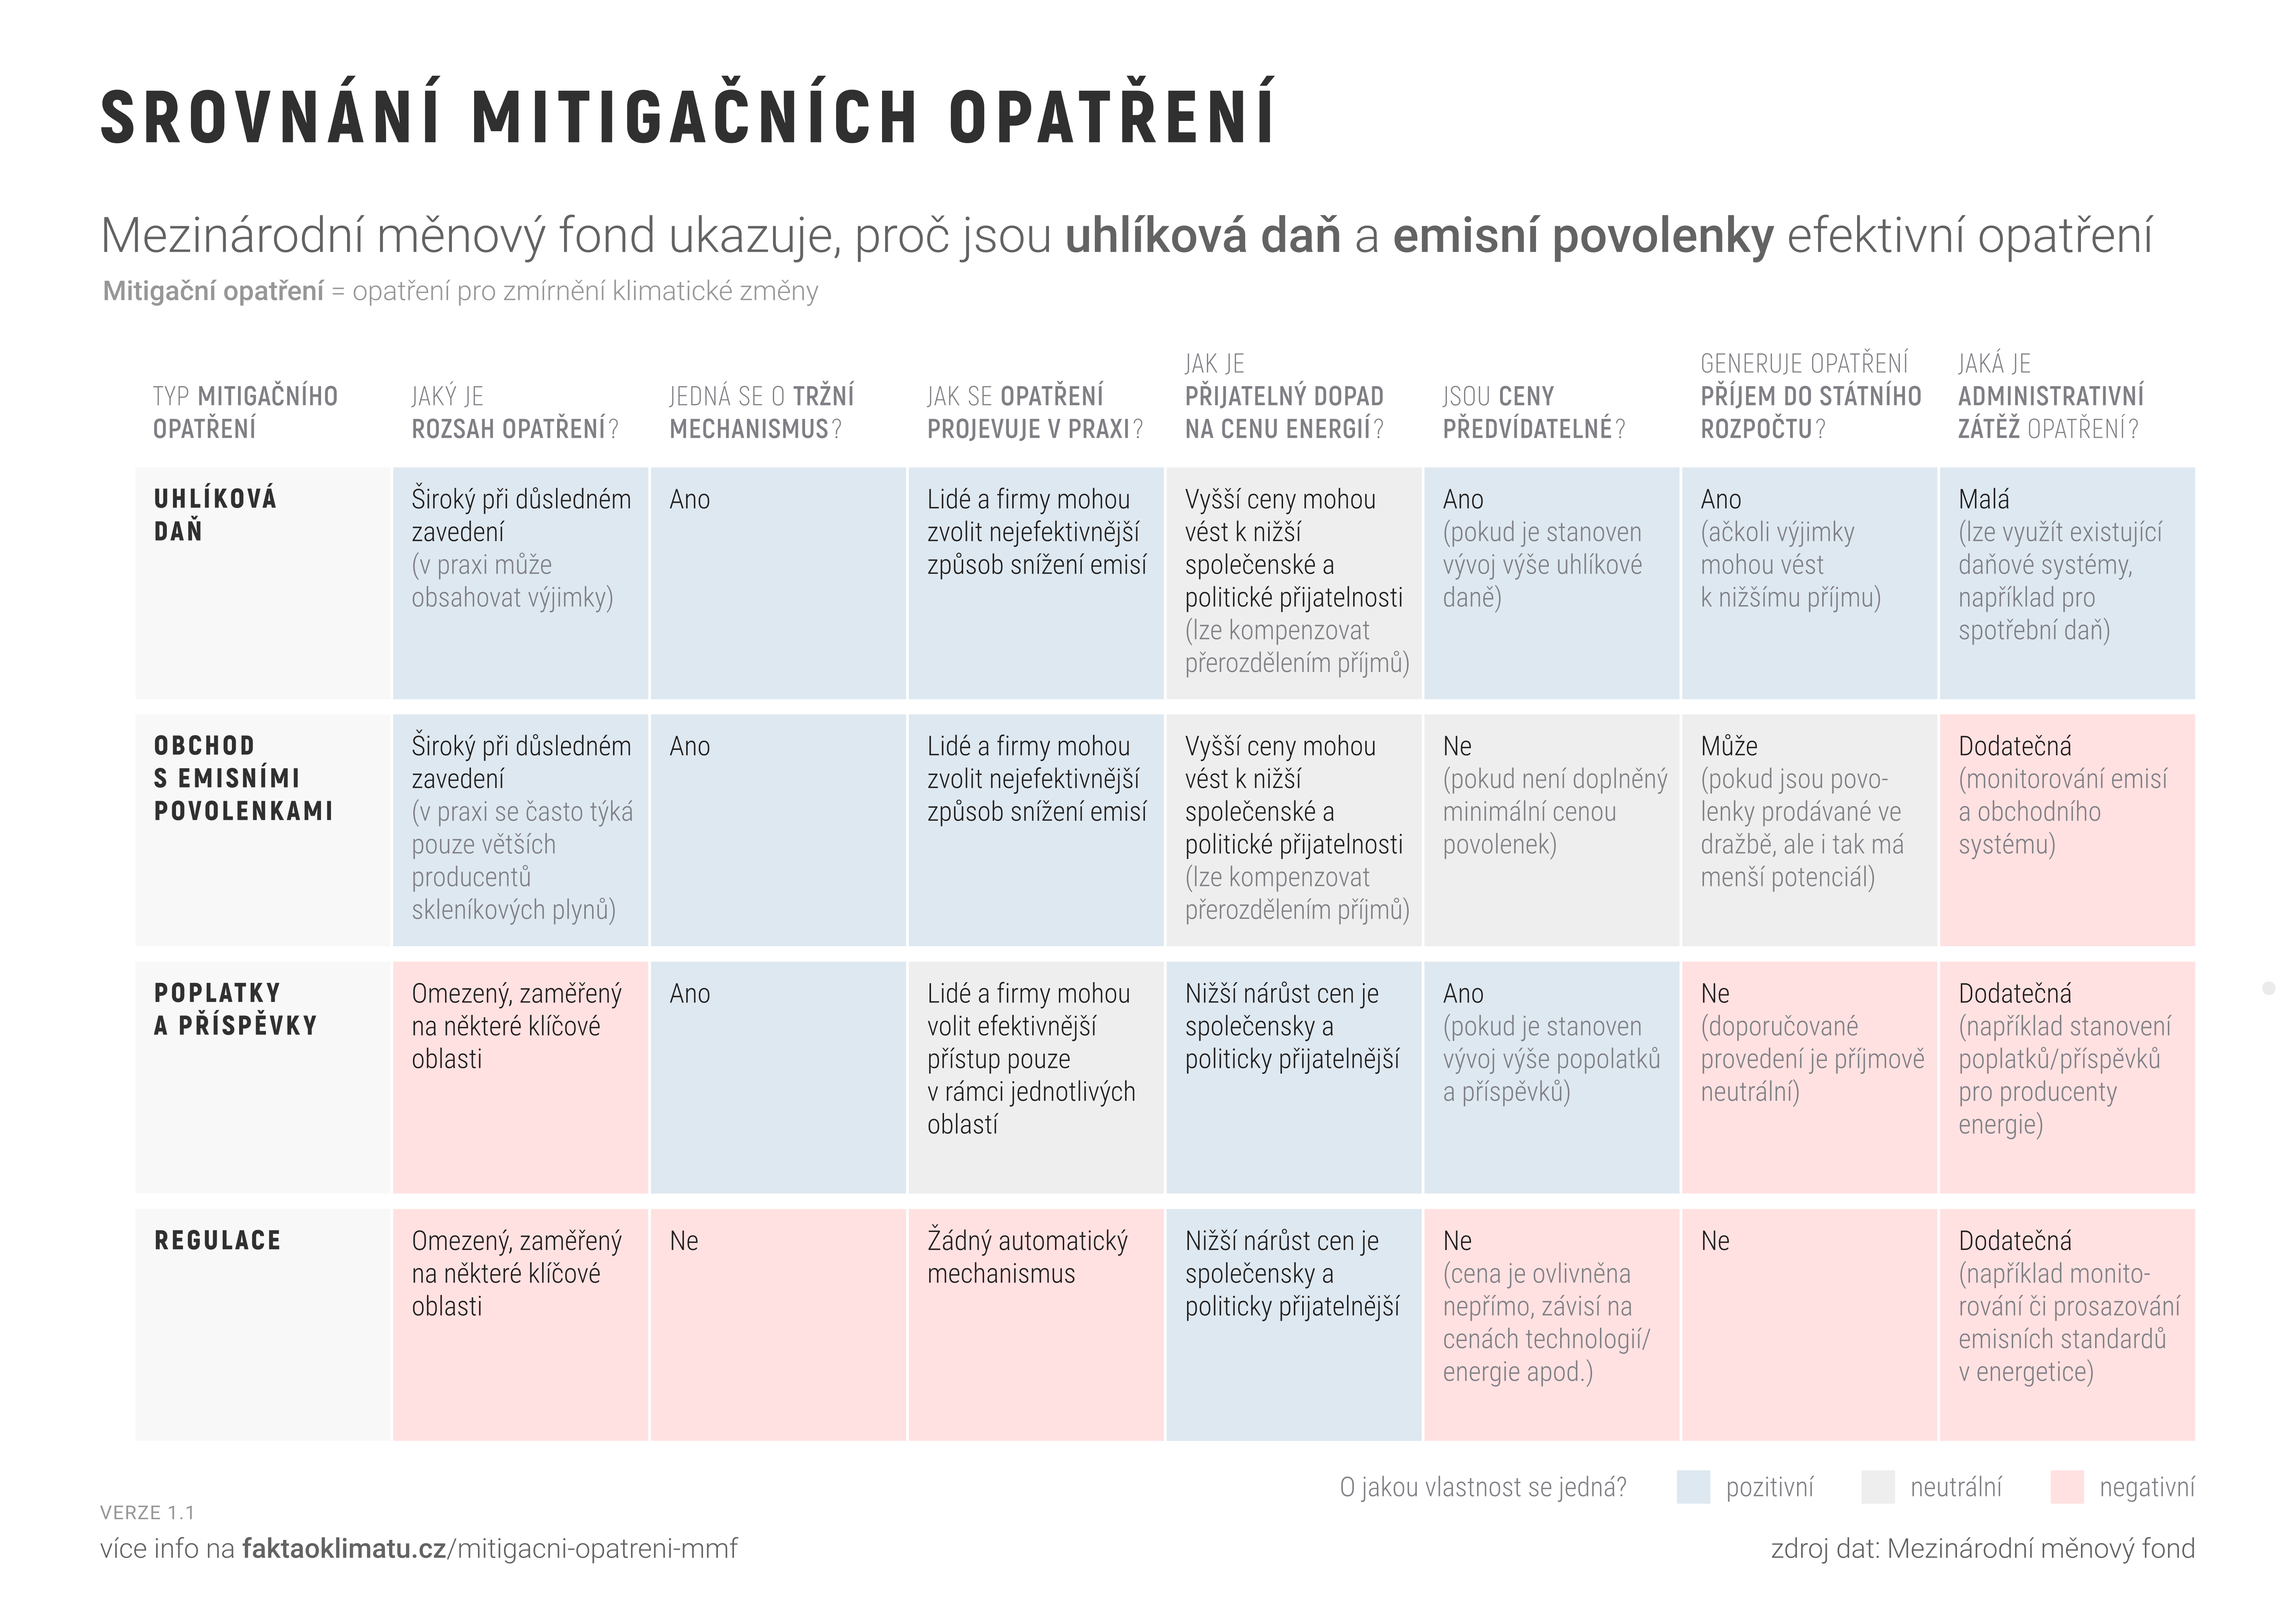 SROVNÁNÍ MITIGAČNÍCH OPATŘENÍ
Mezinárodní měnový fond ukazuje, proč jsou uhlíková daň a emisní povolenky efektivní opatření
Mitigační opatření = opatření pro zmírnění klimatické změny
TYP MITIGAČNÍHO
OPATŘENÍ
JAKÝ JE
ROZSAH OPATŘENÍ?
JEDNÁ SE O TRŽNÍ
MECHANISMUS?
JAK SE OPATŘENÍ
PROJEVUJE V PRAXI?
JAK JE
PŘIJATELNÝ DOPAD
NA CENU ENERGIÍ?
JSOU CENY
PŘEDVÍDATELNÉ?
GENERUJE OPATŘENÍ
PŘÍJEM DO STÁTNÍHO
ROZPOČTU?
JAKÁ JE
ADMINISTRATIVNÍ
ZÁTĚŽ OPATŘENÍ?
UHLÍKOVÁ
DAŇ
Široký při důsledném
zavedení
(v praxi může
obsahovat výjimky)
Ano
Lidé a firmy mohou
zvolit nejefektivnější
způsob snížení emisí
Vyšší ceny mohou
vést k nižší
společenské a
politické přijatelnosti
(lze kompenzovat
přerozdělením příjmů)
Ano
(pokud je stanoven
vývoj výše uhlíkové
daně)
Ano
(ačkoli výjimky
mohou vést
k nižšímu příjmu)
Malá
(lze využít existující
daňové systémy,
například pro
spotřební daň)
OBCHOD
S EMISNÍMI
POVOLENKAMI
Široký při důsledném
zavedení
(v praxi se často týká
pouze větších
producentů
skleníkových plynů)
Ano
Lidé a firmy mohou
zvolit nejefektivnější
způsob snížení emisí
Vyšší ceny mohou
vést k nižší
společenské a
politické přijatelnosti
(lze kompenzovat
přerozdělením příjmů)
Ne
(pokud není doplněný
minimální cenou
povolenek)
Může
(pokud jsou povo-
lenky prodávané ve
dražbě, ale i tak má
menší potenciál)
Dodatečná
(monitorování emisí
a obchodního
systému)
POPLATKY
A PŘÍSPĚVKY
Omezený, zaměřený
na některé klíčové
oblasti
Ano
Lidé a firmy mohou
volit efektivnější
přístup pouze
v rámci jednotlivých
oblastí
Nižší nárůst cen je
společensky a
politicky přijatelnější
Ano
(pokud je stanoven
vývoj výše popolatků
a příspěvků)
Ne
(doporučované
provedení je příjmově
neutrální)
Dodatečná
(například stanovení
poplatků/příspěvků
pro producenty
energie)
REGULACE
Omezený, zaměřený
na některé klíčové
oblasti
Ne
Žádný automatický
mechanismus
Nižší nárůst cen je
společensky a
politicky přijatelnější
Ne
(cena je ovlivněna
nepřímo, závisí na
cenách technologií/
energie apod.)
Ne
Dodatečná
(například monito-
rování či prosazování
emisních standardů
v energetice)
O jakou vlastnost se jedná? pozitivní neutrální negativní
VERZE 1.1
více info na faktaoklimatu.cz/mitigacni-opatreni-mmf
zdroj dat: Mezinárodní měnový fond